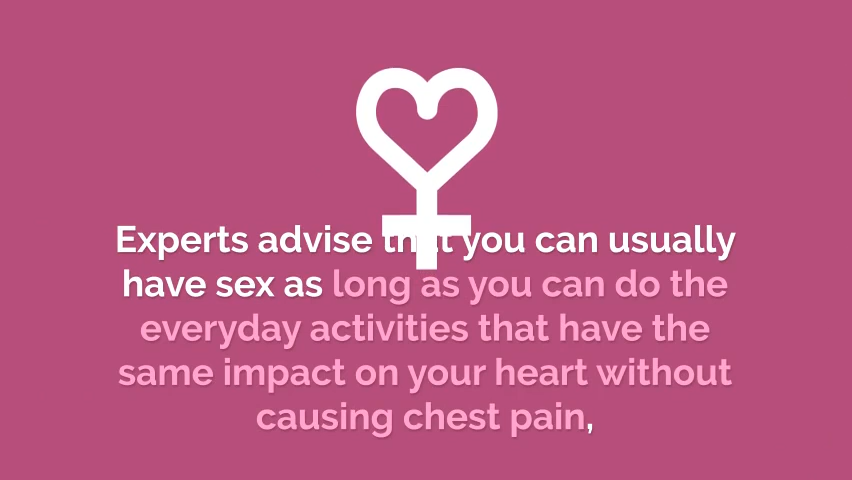 Experts advise that you can usually
have sex as long as you can do the
everyday activities that have the
same impact on your heart without
causing chest pain,